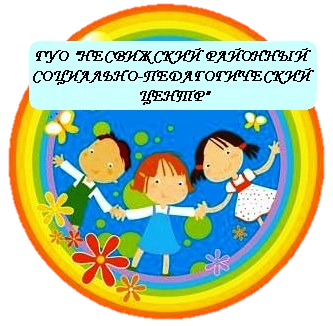 ГУО "НЕСВИЖСКИЙ РАЙОННЫЙ
СОЦИАЛЬНО-ПЕДАГОГИЧЕСКИЙ
ЦЕНТР"